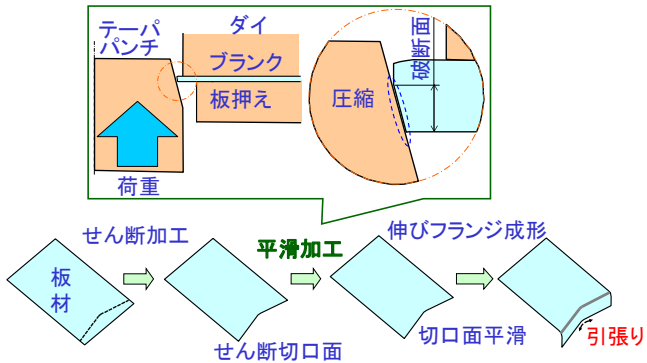 テーパ
パンチ
ダイ
ブランク
板押え
荷重
圧縮
破断面
せん断加工
平滑加工
伸びフランジ成形
板
材
せん断切口面
切口面平滑
引張り